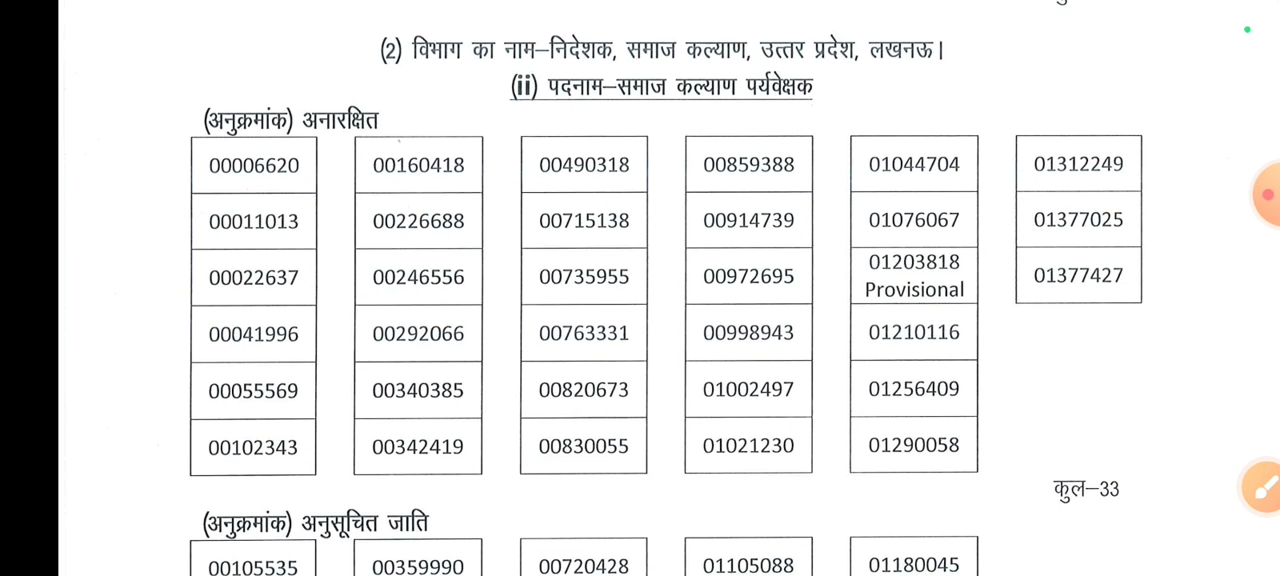 (2) विभाग का नाम–निदेशक, समाज कल्याण, उत्तर प्रदेश, लखनऊ।
(ii) पदनाम–समाज कल्याण पर्यवेक्षक
(अनुक्रमांक) अनारक्षित
00006620 00160418 00490318 00859388 01044704 01312249
00011013 00226688 00715138 00914739 01076067 01377025
00022637 00246556 00735955 00972695 01203818 Provisional 01377427
00041996 00292066 00763331 00998943 01210116
00055569 00340385 00820673 01002497 01256409
00102343 00342419 00830055 01021230 01290058
कुल–33
(अनुक्रमांक) अनुसूचित जाति
00105535 00359990 00720428 01105088 01180045